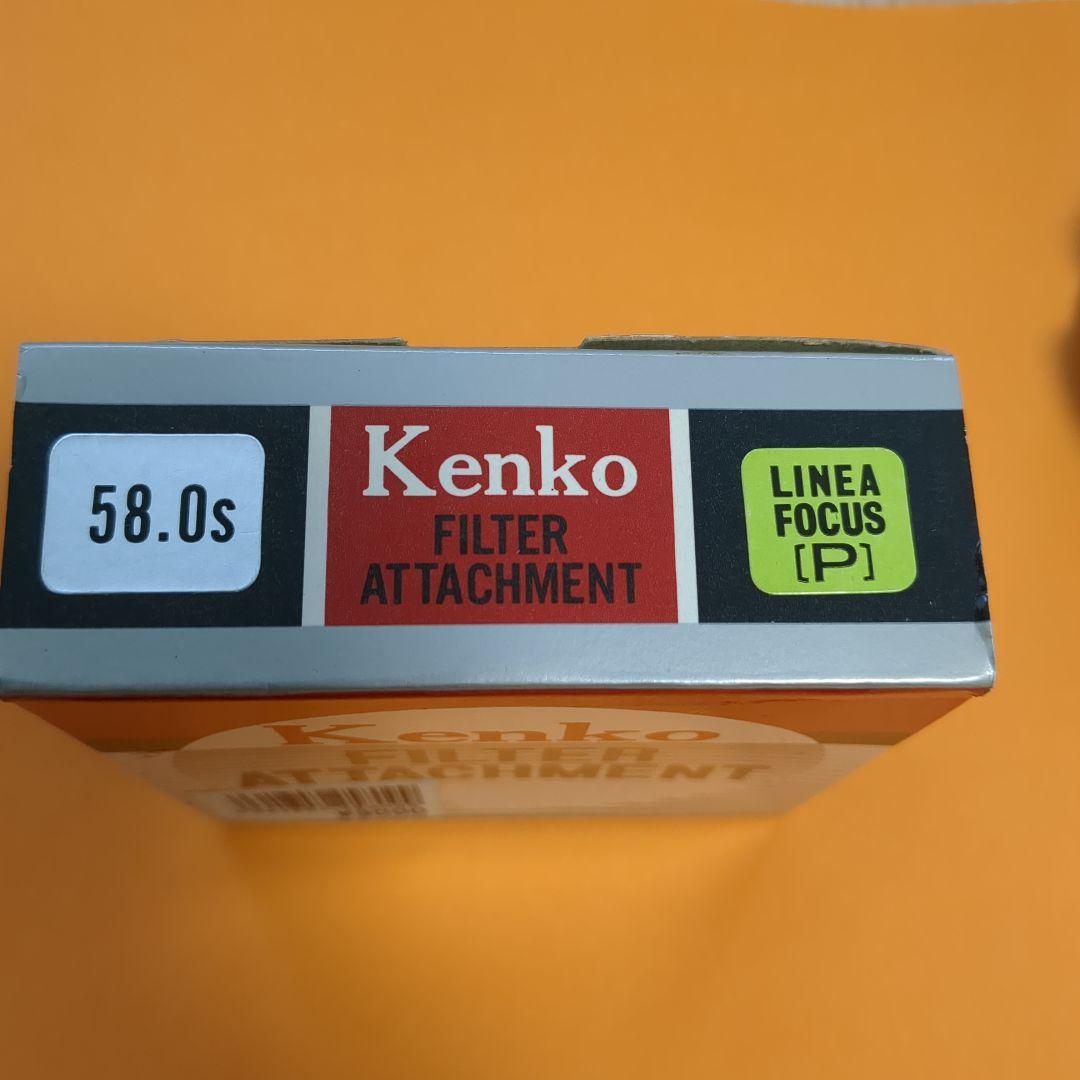 58.0s
Kenko
FILTER
ATTACHMENT
LINEA
FOCUS
[P]
Kenko
FILTER
ATTACHMENT